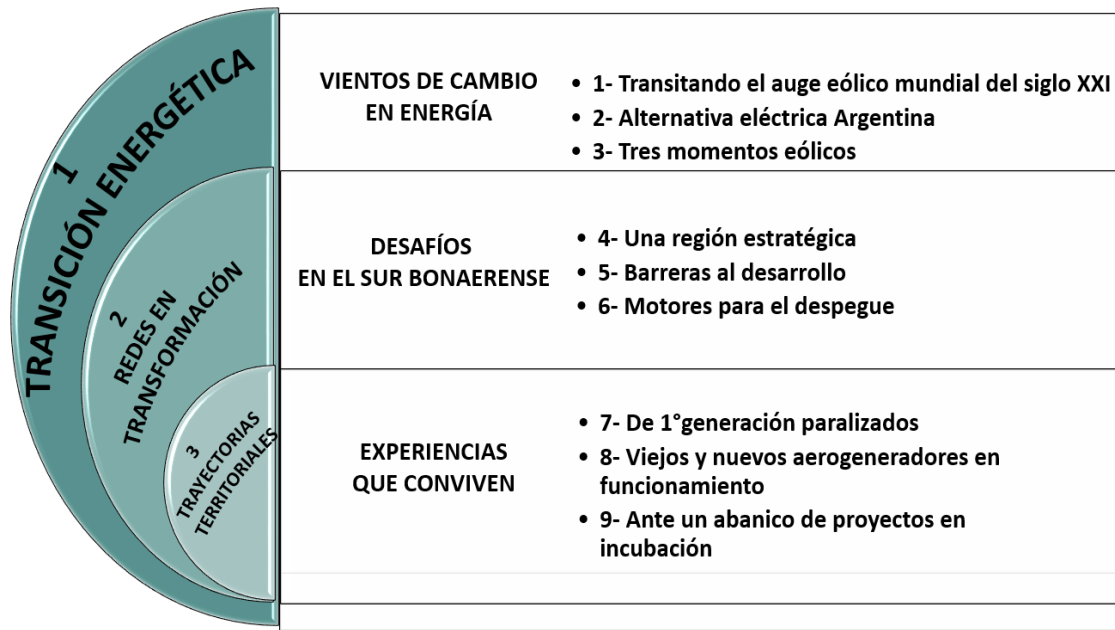 1
TRANSICIÓN ENERGÉTICA
VIENTOS DE CAMBIO
EN ENERGÍA
• 1- Transitando el auge eólico mundial del siglo XXI
• 2- Alternativa eléctrica Argentina
• 3- Tres momentos eólicos
2
REDES EN
TRANSFORMACIÓN
DESAFÍOS
EN EL SUR BONAERENSE
• 4- Una región estratégica
• 5- Barreras al desarrollo
• 6- Motores para el despegue
3
TRAYECTORIAS
TERRITORIALES
EXPERIENCIAS
QUE CONVIVEN
• 7- De 1°generación paralizados
• 8- Viejos y nuevos aerogeneradores en
funcionamiento
• 9- Ante un abanico de proyectos en
incubación